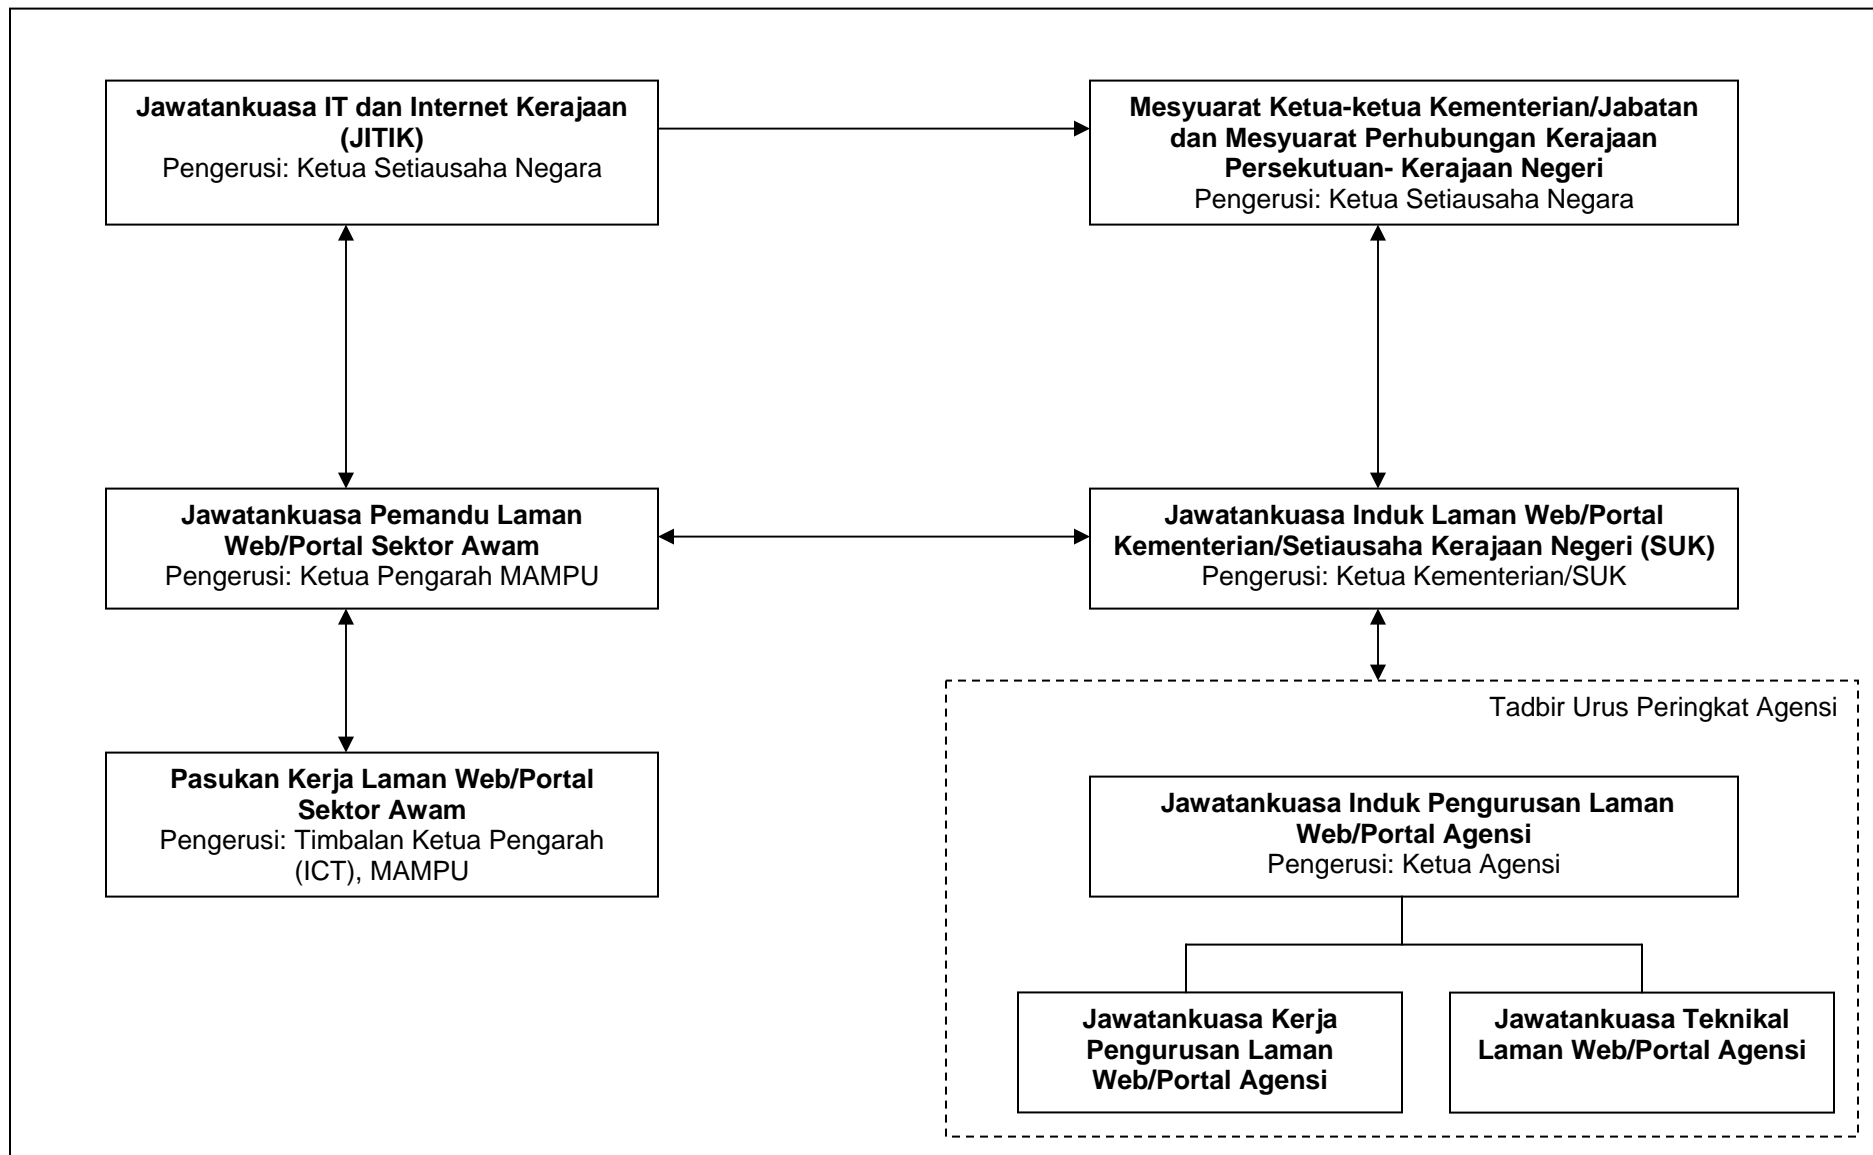 Jawatankuasa IT dan Internet Kerajaan
(JITIK)
Pengerusi: Ketua Setiausaha Negara
Mesyuarat Ketua-ketua Kementerian/Jabatan
dan Mesyuarat Perhubungan Kerajaan
Persekutuan- Kerajaan Negeri
Pengerusi: Ketua Setiausaha Negara
Jawatankuasa Pemandu Laman
Web/Portal Sektor Awam
Pengerusi: Ketua Pengarah MAMPU
Jawatankuasa Induk Laman Web/Portal
Kementerian/Setiausaha Kerajaan Negeri (SUK)
Pengerusi: Ketua Kementerian/SUK
Pasukan Kerja Laman Web/Portal
Sektor Awam
Pengerusi: Timbalan Ketua Pengarah
(ICT), MAMPU
Tadbir Urus Peringkat Agensi
Jawatankuasa Induk Pengurusan Laman
Web/Portal Agensi
Pengerusi: Ketua Agensi
Jawatankuasa Kerja
Pengurusan Laman
Web/Portal Agensi
Jawatankuasa Teknikal
Laman Web/Portal Agensi